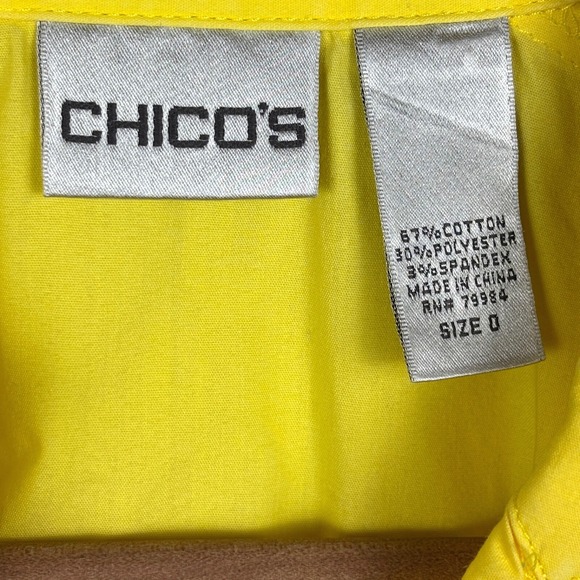 CHICO'S
67%COTTON
30%POLYESTER
3%SPANDEX
MADE IN CHINA
RN# 79984
SIZE 0